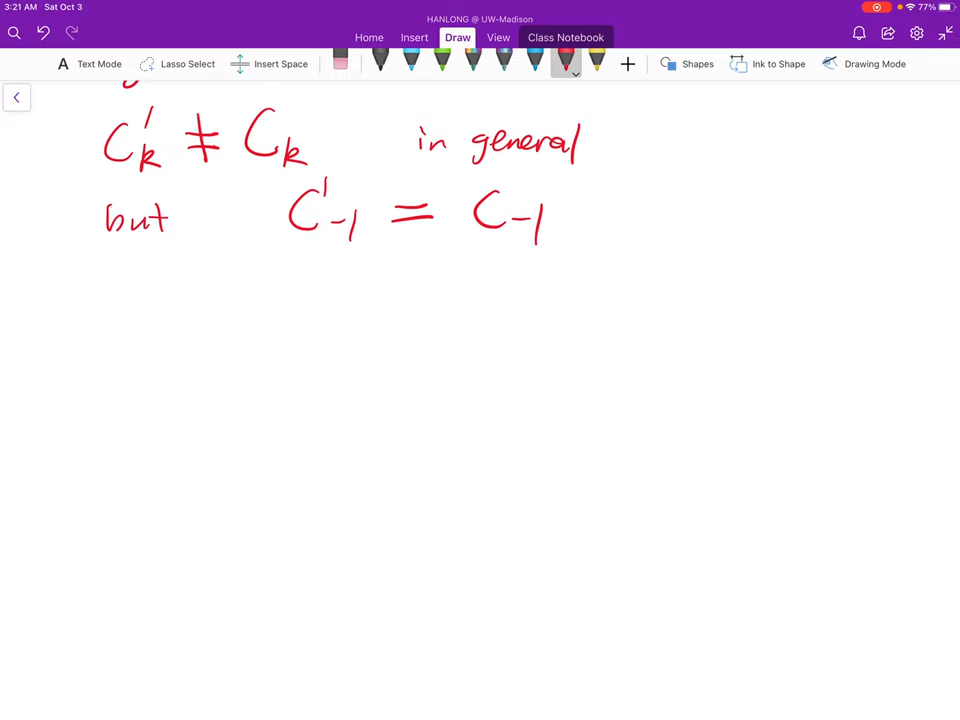 3:21 AM Sat Oct 3
77%
HANLONG @ UW-Madison
Home Insert Draw View Class Notebook
A Text Mode Lasso Select Insert Space Shapes Ink to Shape Drawing Mode
C'k ≠ Ck in general
but C'-1 = C-1